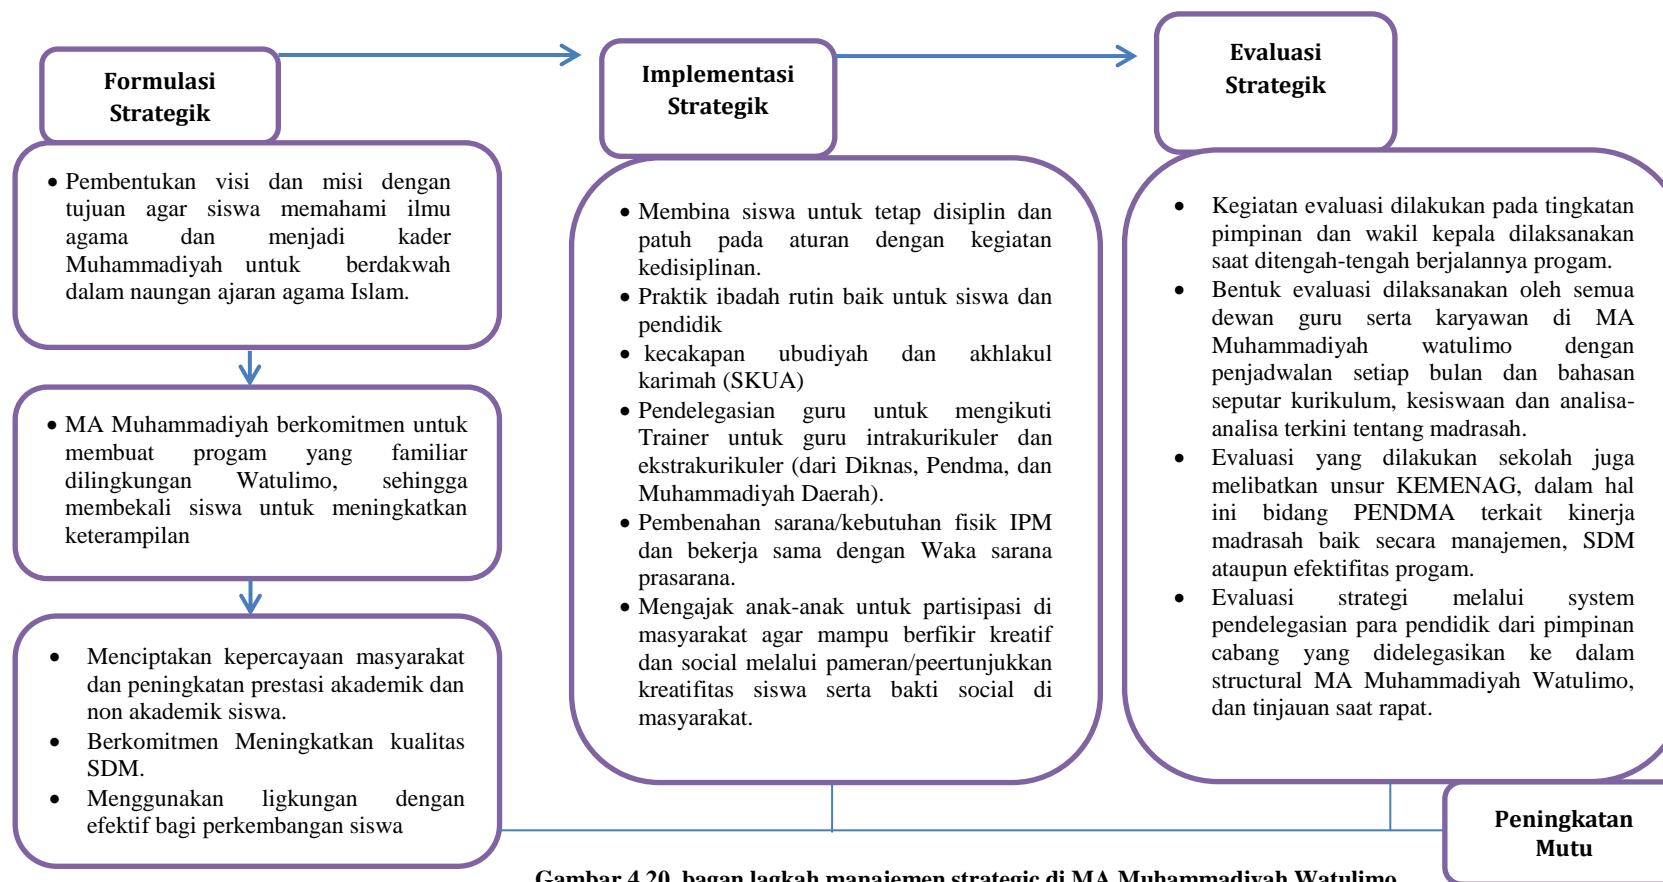 Formulasi
Strategik
• Pembentukan visi dan misi dengan
tujuan agar siswa memahami ilmu
agama dan menjadi kader
Muhammadiyah untuk berdakwah
dalam naungan ajaran agama Islam.
• MA Muhammadiyah berkomitmen untuk
membuat progam yang familiar
dilingkungan Watulimo, sehingga
membekali siswa untuk meningkatkan
keterampilan
• Menciptakan kepercayaan masyarakat
dan peningkatan prestasi akademik dan
non akademik siswa.
• Berkomitmen Meningkatkan kualitas
SDM.
• Menggunakan ligkungan dengan
efektif bagi perkembangan siswa
Implementasi
Strategik
• Membina siswa untuk tetap disiplin dan
patuh pada aturan dengan kegiatan
kedisiplinan.
• Praktik ibadah rutin baik untuk siswa dan
pendidik
• kecakapan ubudiyah dan akhlakul
karimah (SKUA)
• Pendelegasian guru untuk mengikuti
Trainer untuk guru intrakurikuler dan
ekstrakurikuler (dari Diknas, Pendma, dan
Muhammadiyah Daerah).
• Pembenahan sarana/kebutuhan fisik IPM
dan bekerja sama dengan Waka sarana
prasarana.
• Mengajak anak-anak untuk partisipasi di
masyarakat agar mampu berfikir kreatif
dan social melalui pameran/peertunjukkan
kreatifitas siswa serta bakti social di
masyarakat.
Evaluasi
Strategik
• Kegiatan evaluasi dilakukan pada tingkatan
pimpinan dan wakil kepala dilaksanakan
saat ditengah-tengah berjalannya progam.
• Bentuk evaluasi dilaksanakan oleh semua
dewan guru serta karyawan di MA
Muhammadiyah watulimo dengan
penjadwalan setiap bulan dan bahasan
seputar kurikulum, kesiswaan dan analisa-
analisa terkini tentang madrasah.
• Evaluasi yang dilakukan sekolah juga
melibatkan unsur KEMENAG, dalam hal
ini bidang PENDMA terkait kinerja
madrasah baik secara manajemen, SDM
ataupun efektifitas progam.
• Evaluasi strategi melalui system
pendelegasian para pendidik dari pimpinan
cabang yang didelegasikan ke dalam
structural MA Muhammadiyah Watulimo,
dan tinjauan saat rapat.
Peningkatan
Mutu
Gambar 4.20 bagan lagkah manajemen strategic di MA Muhammadiyah Watulimo